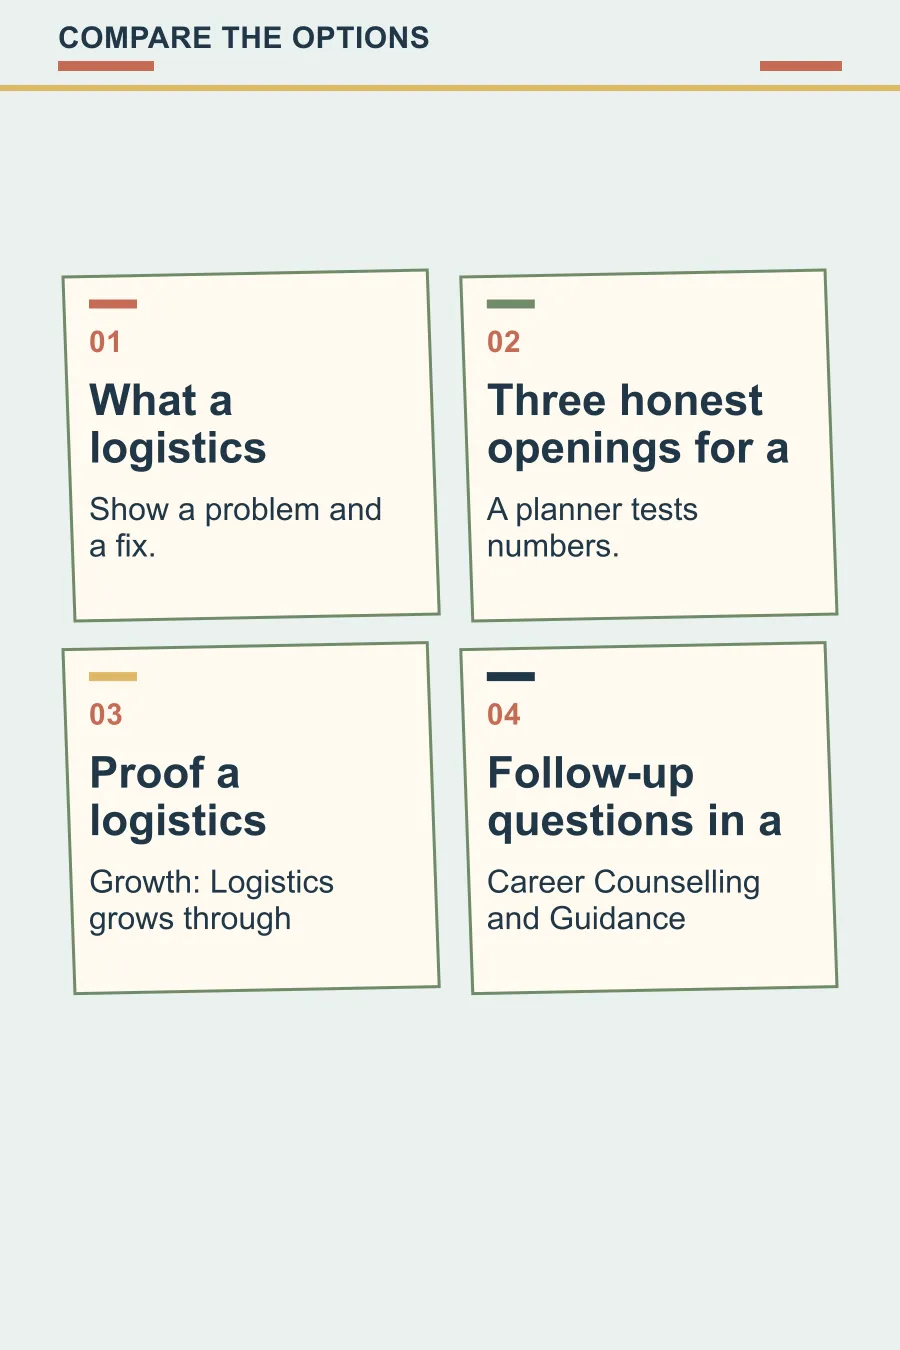 COMPARE THE OPTIONS
01
What a
logistics
Show a problem and
a fix.
02
Three honest
openings for a
A planner tests
numbers.
03
Proof a
logistics
Growth: Logistics
grows through
04
Follow-up
questions in a
Career Counselling
and Guidance